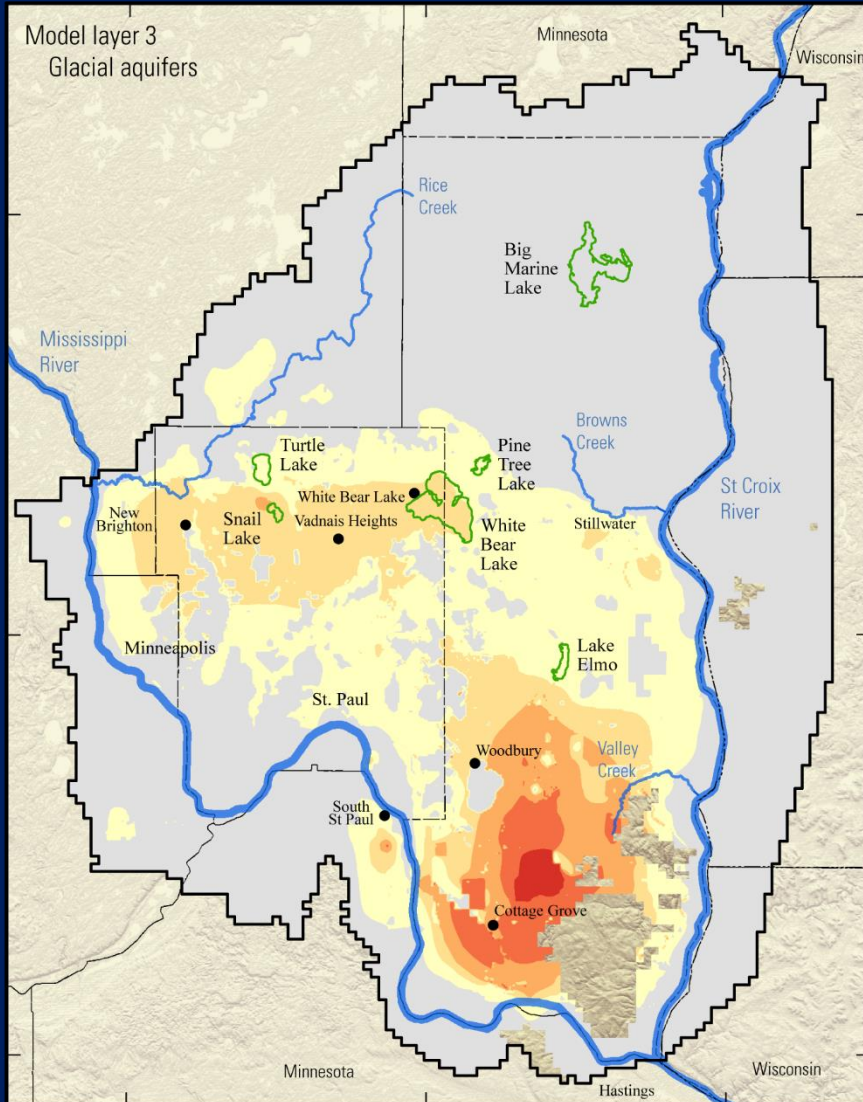 Model layer 3
Glacial aquifers
Minnesota
Wisconsin
Rice
Creek
Big
Marine
Lake
Mississippi
River
Browns
Creek
Turtle
Lake
Pine
Tree
Lake
St Croix
River
White Bear Lake
New
Brighton
Snail
Lake
Vadnais Heights
White
Bear
Lake
Stillwater
Minneapolis
Lake
Elmo
St. Paul
Woodbury
Valley
Creek
South
St Paul
Cottage Grove
Minnesota
Wisconsin
Hastings